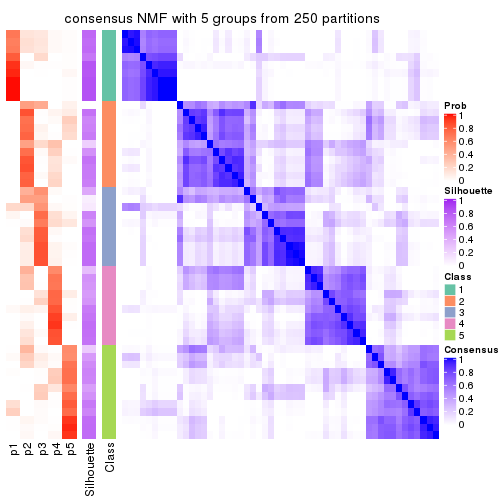 consensus NMF with 5 groups from 250 partitions
Prob
1
0.8
0.6
0.4
0.2
0
Silhouette
1
0.8
0.6
0.4
0.2
0
Class
1
2
3
4
5
Consensus
1
0.8
0.6
0.4
0.2
0
p1
p2
p3
p4
p5
Silhouette
Class